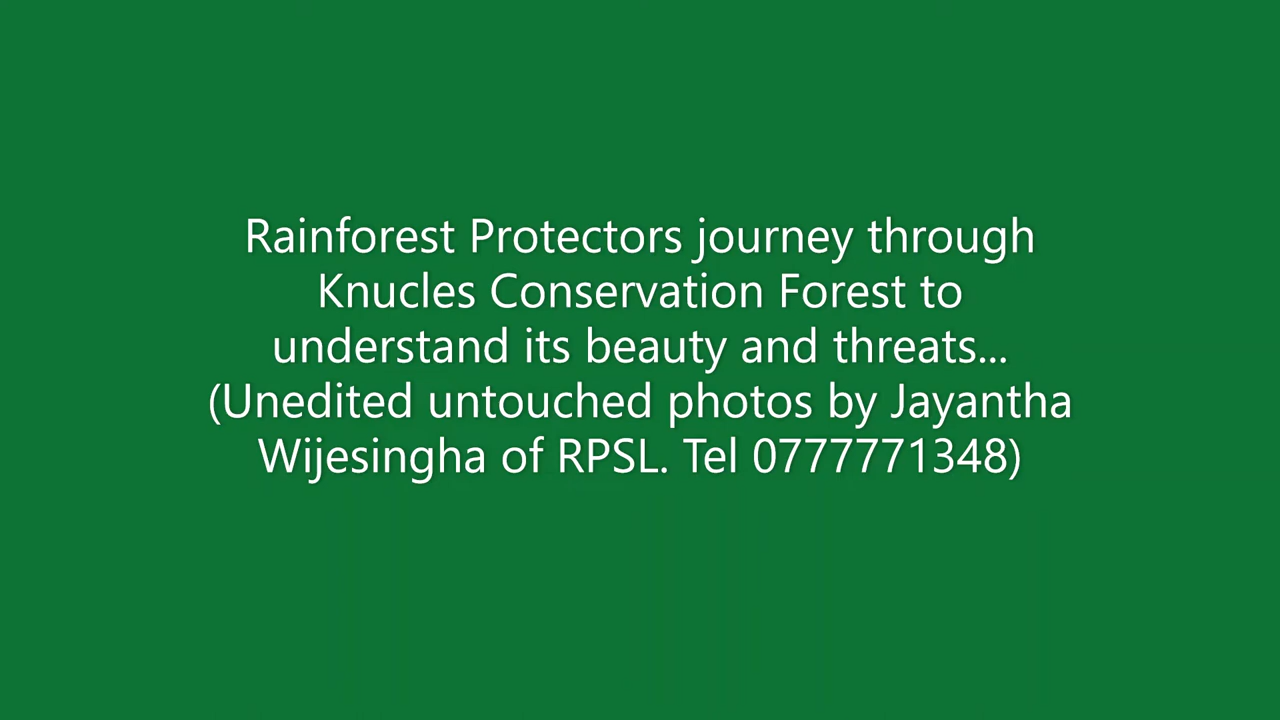 Rainforest Protectors journey through
Knucles Conservation Forest to
understand its beauty and threats...
(Unedited untouched photos by Jayantha
Wijesingha of RPSL. Tel 0777771348)